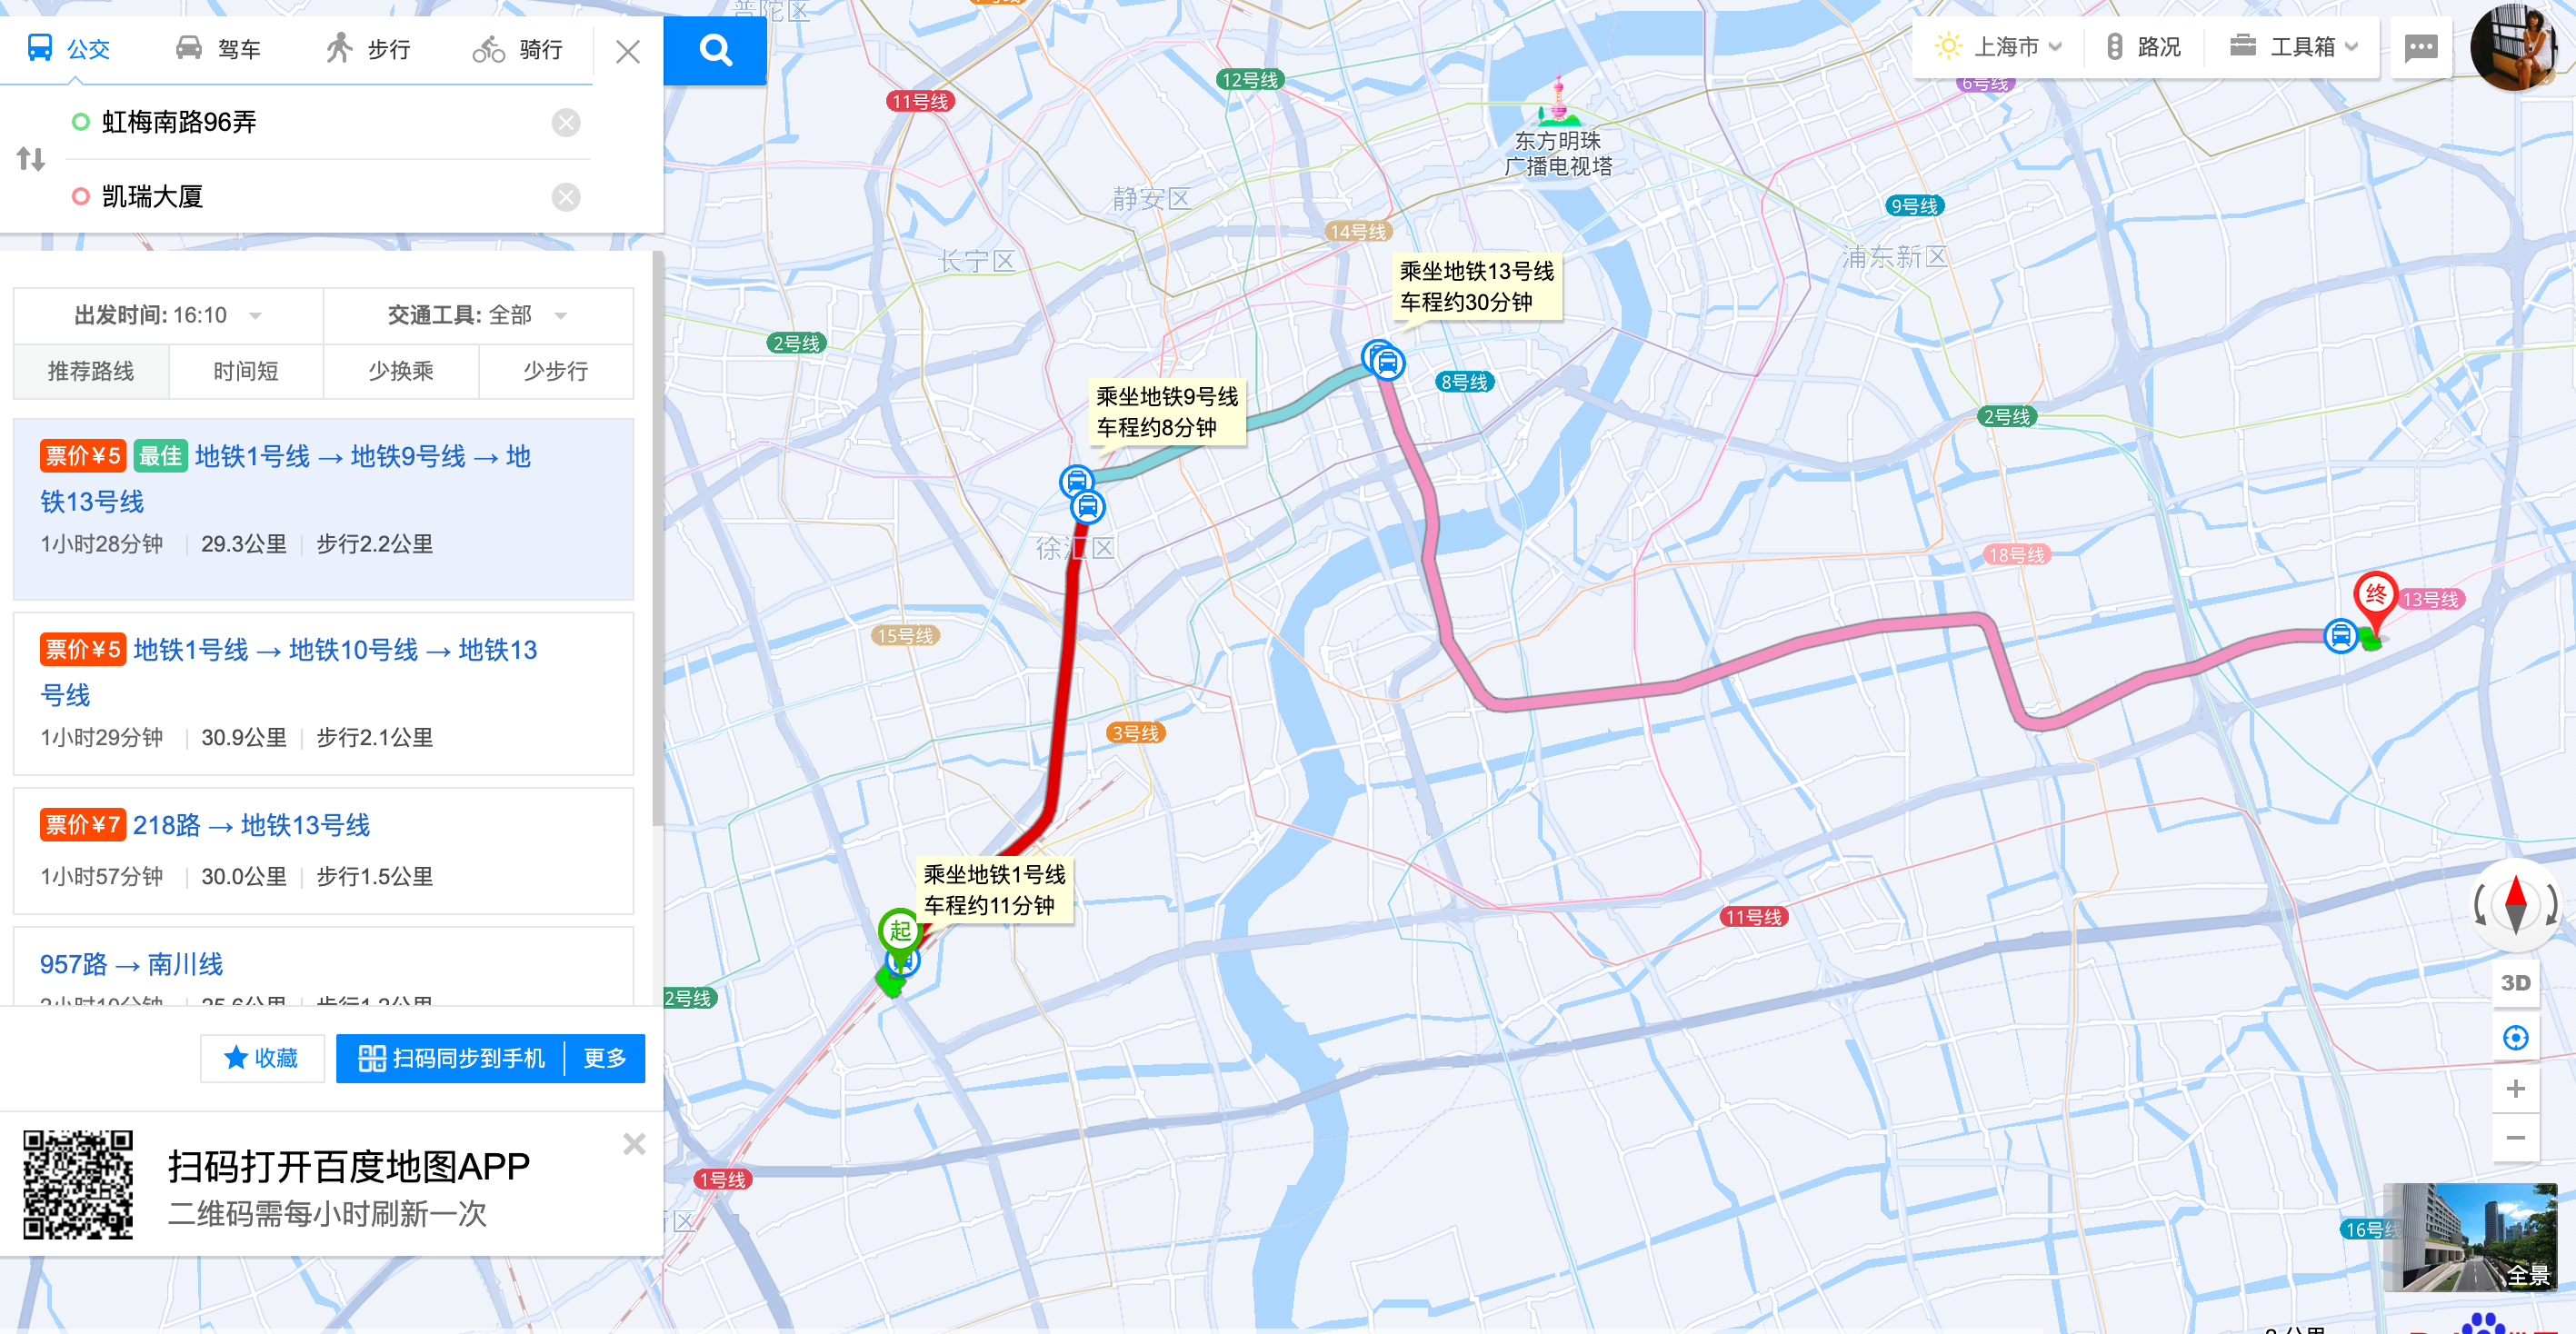 公交
驾车
步行
骑行
虹梅南路96弄
凯瑞大厦
出发时间: 16:10
交通工具: 全部
推荐路线
时间短
少换乘
少步行
票价¥5 最佳 地铁1号线 → 地铁9号线 → 地
铁13号线
1小时28分钟 | 29.3公里 | 步行2.2公里
票价¥5 地铁1号线 → 地铁10号线 → 地铁13
号线
1小时29分钟 | 30.9公里 | 步行2.1公里
票价¥7 218路 → 地铁13号线
1小时57分钟 | 30.0公里 | 步行1.5公里
957路 → 南川线
收藏
扫码同步到手机
更多
扫码打开百度地图APP
二维码需每小时刷新一次
上海市
路况
工具箱
普陀区
11号线
12号线
6号线
东方明珠
广播电视塔
静安区
14号线
9号线
长宁区
浦东新区
乘坐地铁13号线
车程约30分钟
2号线
8号线
乘坐地铁9号线
车程约8分钟
2号线
徐汇区
18号线
终
13号线
15号线
3号线
乘坐地铁1号线
车程约11分钟
起
11号线
2号线
1号线
3D
16号线
全景